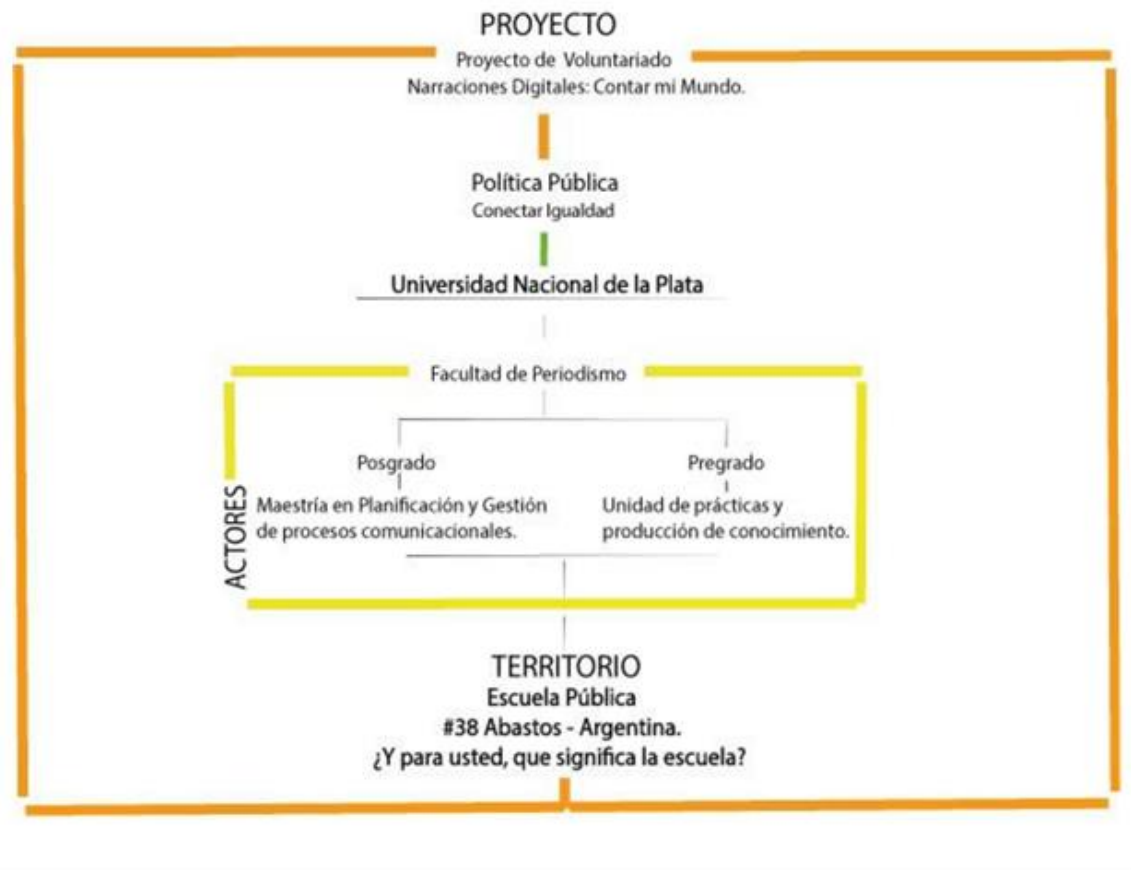 PROYECTO
Proyecto de Voluntariado
Narraciones Digitales: Contar mi Mundo.
Política Pública
Conectar Igualdad
Universidad Nacional de la Plata
Facultad de Periodismo
Posgrado
Maestría en Planificación y Gestión
de procesos comunicacionales.
Pregrado
Unidad de prácticas y
producción de conocimiento.
ACTORES
TERRITORIO
Escuela Pública
#38 Abastos - Argentina.
¿Y para usted, que significa la escuela?